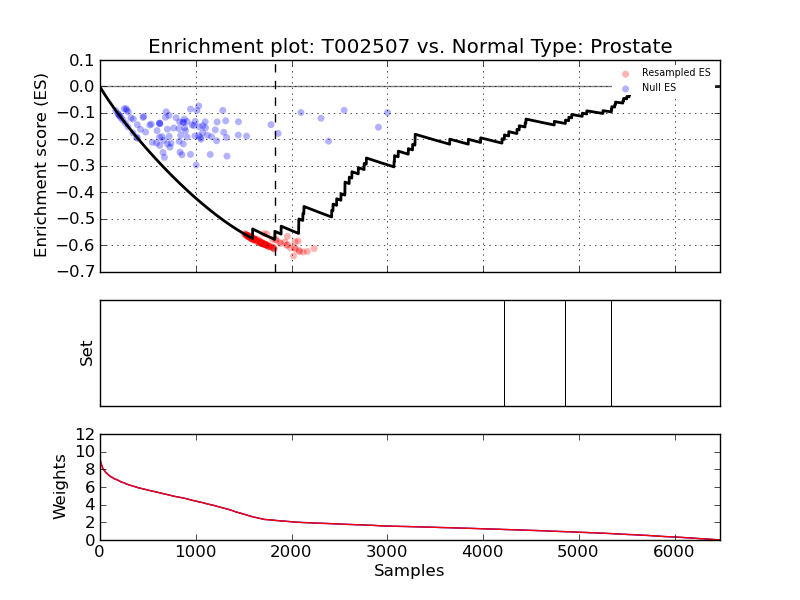 Enrichment plot: T002507 vs. Normal Type: Prostate
Enrichment score (ES)
0.1
0.0
−0.1
−0.2
−0.3
−0.4
−0.5
−0.6
−0.7
Resampled ES
Null ES
Set
Weights
12
10
8
6
4
2
0
0 1000 2000 3000 4000 5000 6000
Samples